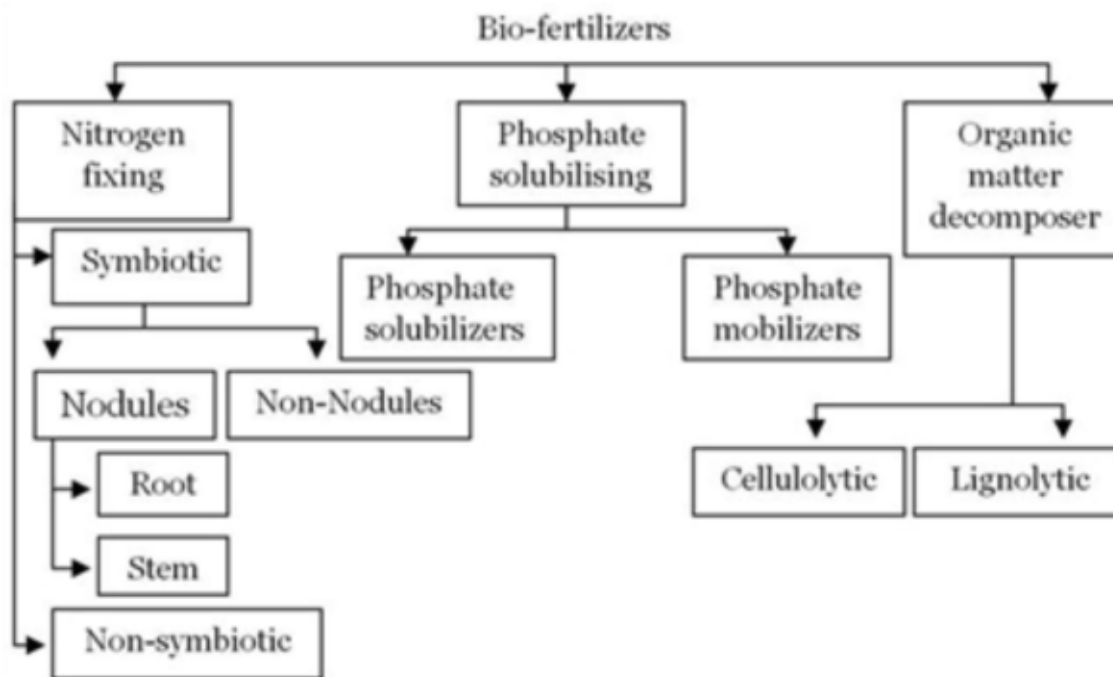 Bio-fertilizers
Nitrogen
fixing
Phosphate
solubilising
Organic
matter
decomposer
Symbiotic
Phosphate
solubilizers
Phosphate
mobilizers
Nodules
Non-Nodules
Root
Stem
Cellulolytic
Lignolytic
Non-symbiotic